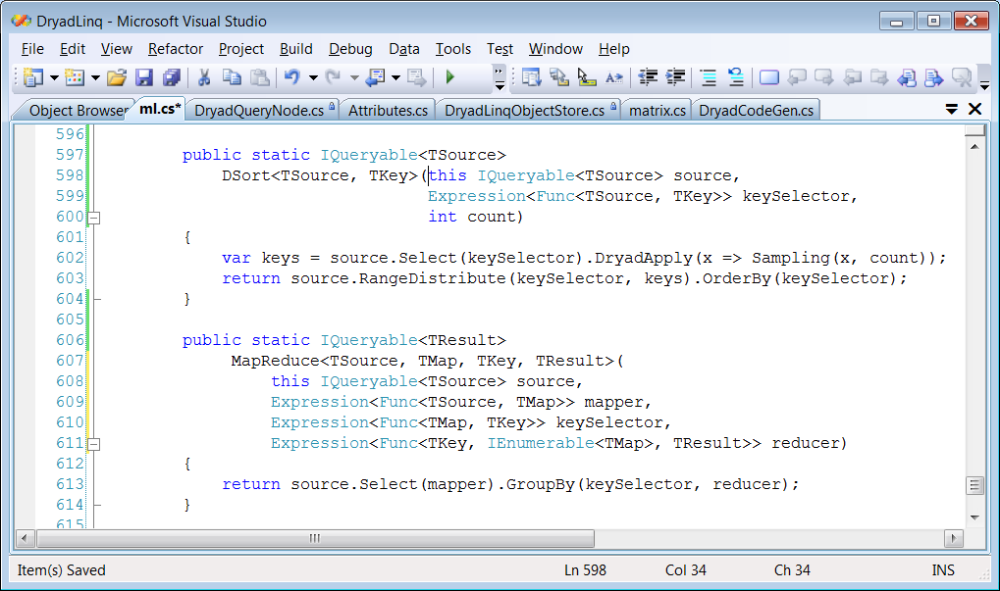 DryadLinq - Microsoft Visual Studio
File Edit View Refactor Project Build Debug Data Tools Test Window Help
Object Browser ml.cs* DryadQueryNode.cs Attributes.cs DryadLinqObjectStore.cs matrix.cs DryadCodeGen.cs
596
597 public static IQueryable<TSource>
598 DSort<TSource, TKey>(this IQueryable<TSource> source,
599 Expression<Func<TSource, TKey>> keySelector,
600 int count)
601 {
602 var keys = source.Select(keySelector).DryadApply(x => Sampling(x, count));
603 return source.RangeDistribute(keySelector, keys).OrderBy(keySelector);
604 }
605
606 public static IQueryable<TResult>
607 MapReduce<TSource, TMap, TKey, TResult>(
608 this IQueryable<TSource> source,
609 Expression<Func<TSource, TMap>> mapper,
610 Expression<Func<TMap, TKey>> keySelector,
611 Expression<Func<TKey, IEnumerable<TMap>, TResult>> reducer)
612 {
613 return source.Select(mapper).GroupBy(keySelector, reducer);
614 }
615
Item(s) Saved Ln 598 Col 34 Ch 34 INS